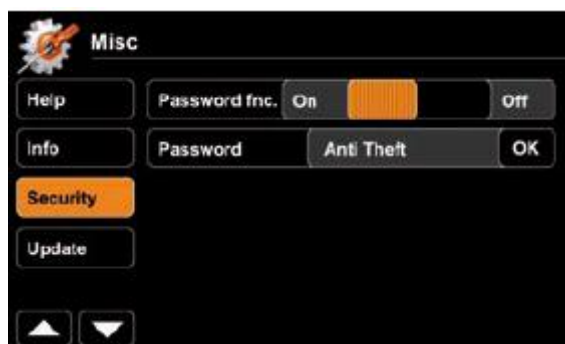 Misc
Help
Password fnc. On Off
Info
Password Anti Theft OK
Security
Update